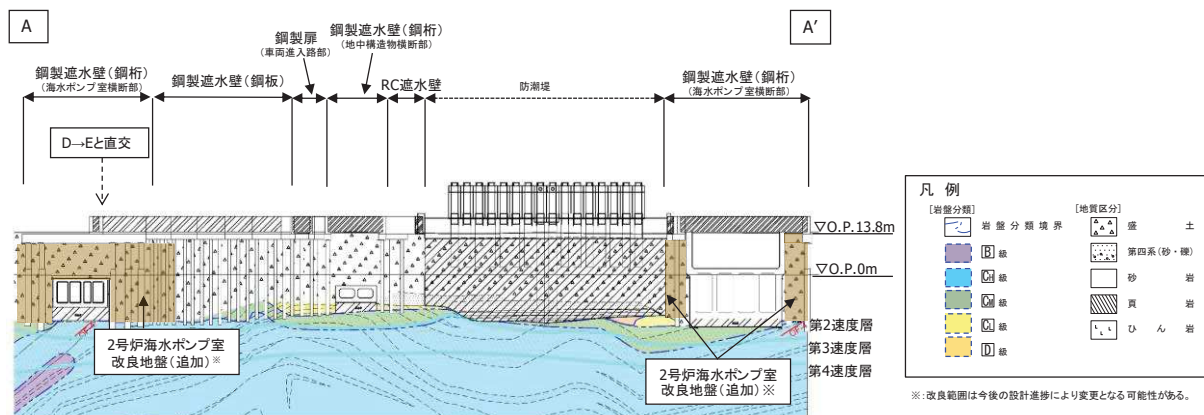 A
A’
鋼製遮水壁(鋼桁)
(海水ポンプ室横断部)
鋼製遮水壁(鋼板)
鋼製扉
(車両進入路部)
鋼製遮水壁(鋼桁)
(地中構造物横断部)
RC遮水壁
防潮堤
鋼製遮水壁(鋼桁)
(海水ポンプ室横断部)
D→Eと直交
▽O.P.13.8m
▽O.P.0m
第2速度層
第3速度層
第4速度層
2号炉海水ポンプ室
改良地盤(追加)※
2号炉海水ポンプ室
改良地盤(追加)※
凡 例
[岩盤分類]
岩盤分類境界
B 級
CH 級
CM 級
CL 級
D 級
[地質区分]
盛 土
第四系(砂・礫)
砂 岩
頁 岩
ひん岩
※:改良範囲は今後の設計進捗により変更となる可能性がある。